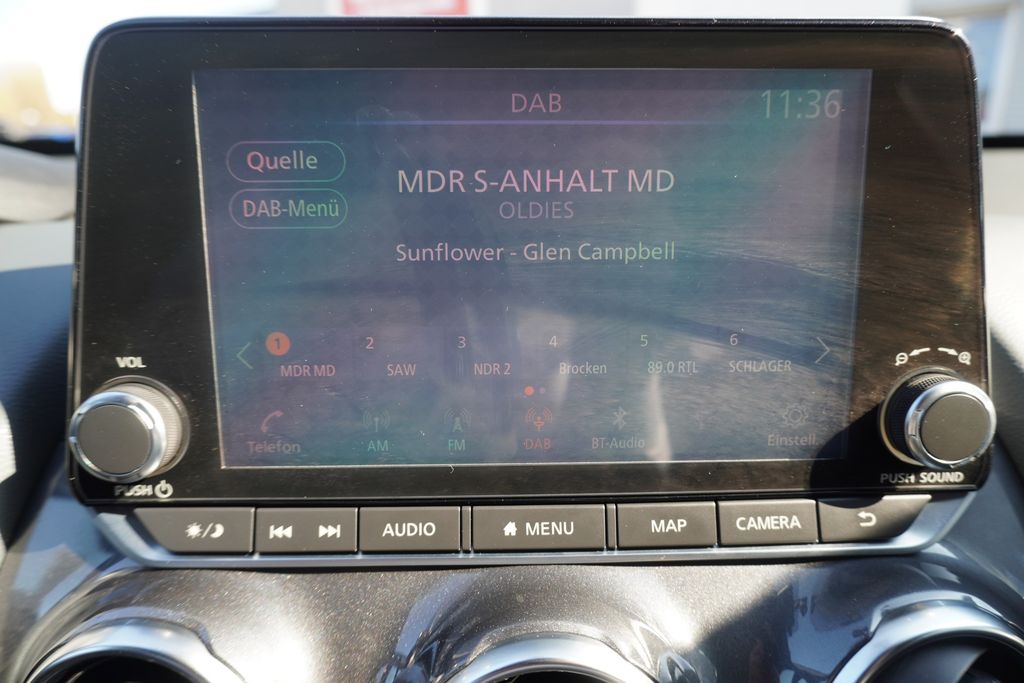 DAB
11:36
Quelle
MDR S-ANHALT MD
DAB-Menü
OLDIES
Sunflower - Glen Campbell
1 2 3 4 5 6
MDR MD SAW NDR 2 Brocken 89.0 RTL SCHLAGER
Telefon AM FM DAB BT-Audio Einstell.
VOL
PUSH
PUSH SOUND
AUDIO MENU MAP CAMERA